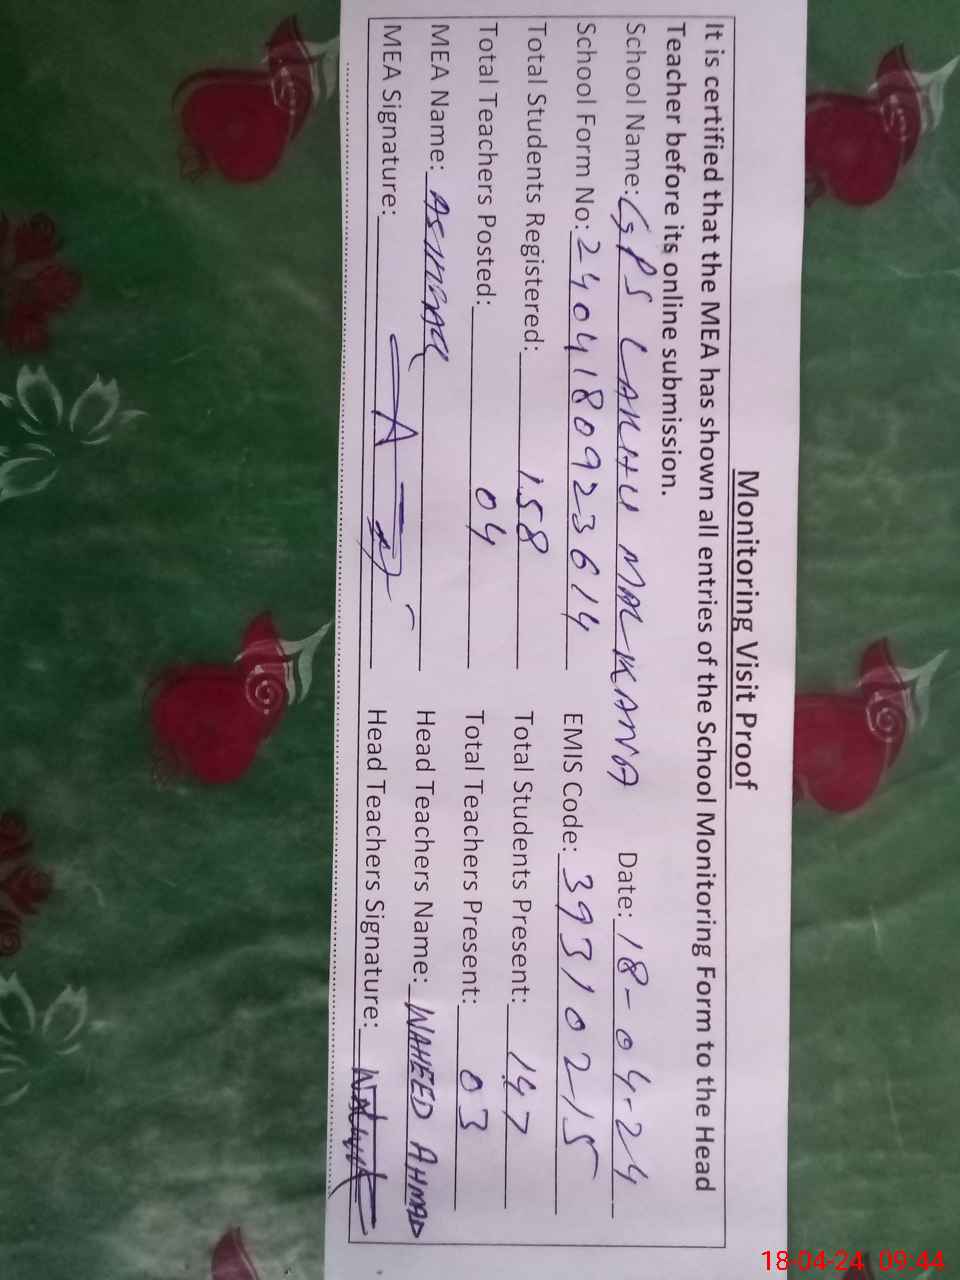 Monitoring Visit Proof
It is certified that the MEA has shown all entries of the School Monitoring Form to the Head
Teacher before its online submission.
School Name: GPS LANHU MALKANA Date: 18-04-24
School Form No: 2404180923614 EMIS Code: 39310215
Total Students Registered: 158 Total Students Present: 147
Total Teachers Posted: 04 Total Teachers Present: 03
MEA Name: Head Teachers Name: WAHEED AHMAD
MEA Signature: Head Teachers Signature:
18-04-24 09:44